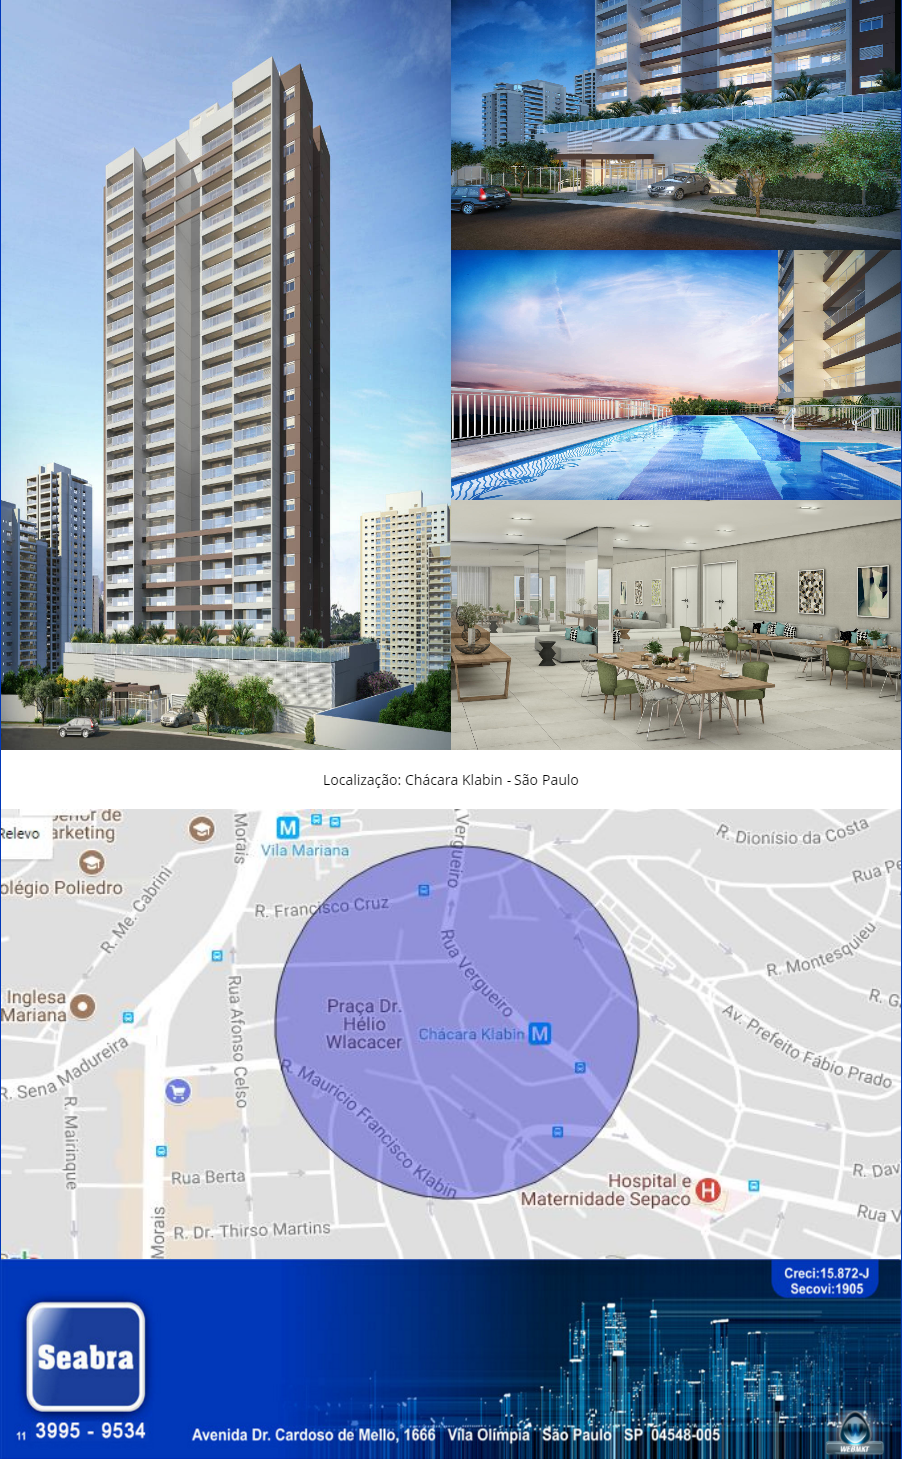 Localização: Chácara Klabin - São Paulo
Relevo
arketing
Morais
Vila Mariana
Vergueiro
R. Dionísio da Costa
olégio Poliedro
R. Me. Cabrini
R. Francisco Cruz
Rua Pe
R. Montesquieu
Rua Vergueiro
Inglesa
Mariana
Rua Afonso Celso
Praça Dr.
Hélio
Wlacacer
Chácara Klabin
M
R. G
Av. Prefeito Fábio Prado
R. Sena Madureira
R. Mairinque
R. Maurício Francisco Klabin
Rua Berta
Hospital e
Maternidade Sepaco
H
R. Dav
Rua V
Morais
R. Dr. Thirso Martins
Creci:15.872-J
Secovi:1905
Seabra
11 3995 - 9534
Avenida Dr. Cardoso de Mello, 1666 Vila Olímpia São Paulo SP 04548-005
WEBMKT